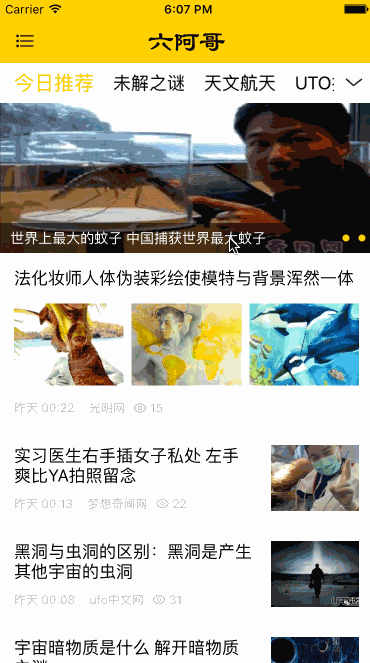 Carrier 6:07 PM
六阿哥
今日推荐 未解之谜 天文航天 UTO
世界上最大的蚊子 中国捕获世界最大蚊子
法化妆师人体伪装彩绘使模特与背景浑然一体
昨天 00:22 光明网 15
实习医生右手插女子私处 左手
爽比YA拍照留念
昨天 00:13 梦想奇闻网 22
黑洞与虫洞的区别：黑洞是产生
其他宇宙的虫洞
昨天 00:08 ufo中文网 31
宇宙暗物质是什么 解开暗物质